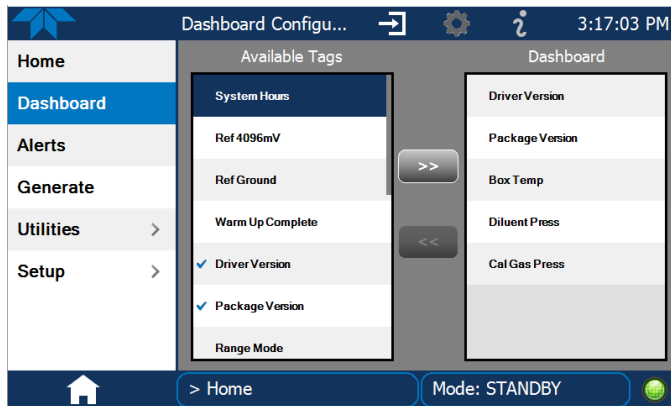 Dashboard Configu... 3:17:03 PM
Home
Dashboard
Alerts
Generate
Utilities >
Setup >
Available Tags
System Hours
Ref 4096mV
Ref Ground
Warm Up Complete
Driver Version
Package Version
Range Mode
>>
<<
Dashboard
Driver Version
Package Version
Box Temp
Diluent Press
Cal Gas Press
> Home
Mode: STANDBY